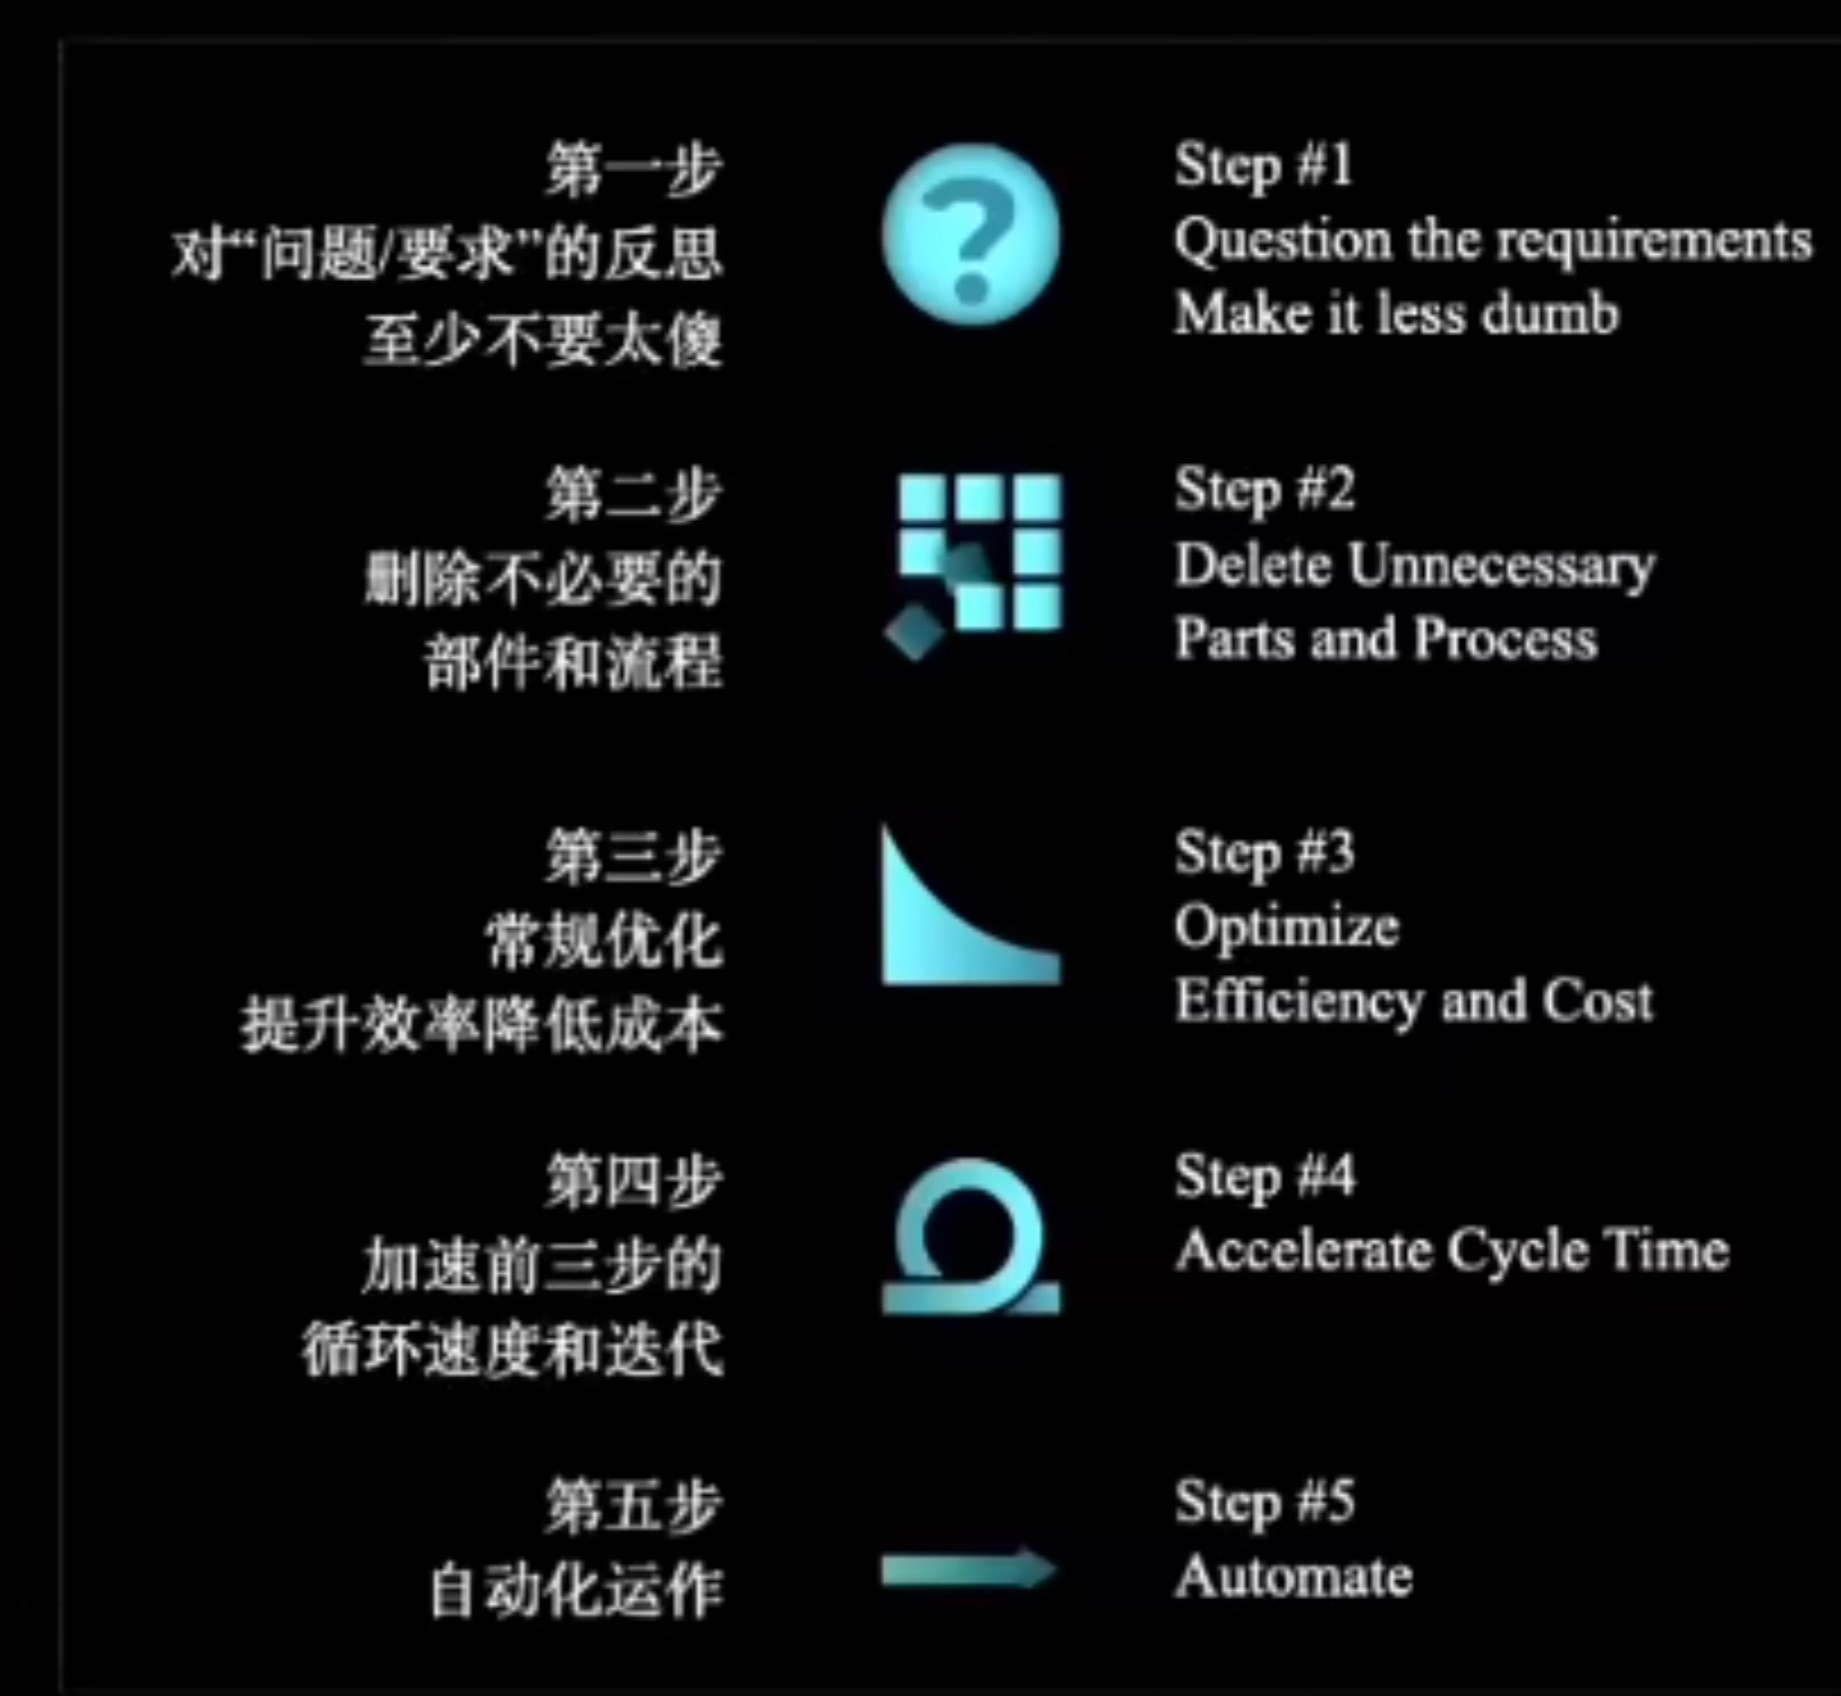 第一步
对“问题/要求”的反思
至少不要太傻
Step #1
Question the requirements
Make it less dumb
第二步
删除不必要的
部件和流程
Step #2
Delete Unnecessary
Parts and Process
第三步
常规优化
提升效率降低成本
Step #3
Optimize
Efficiency and Cost
第四步
加速前三步的
循环速度和迭代
Step #4
Accelerate Cycle Time
第五步
自动化运作
Step #5
Automate